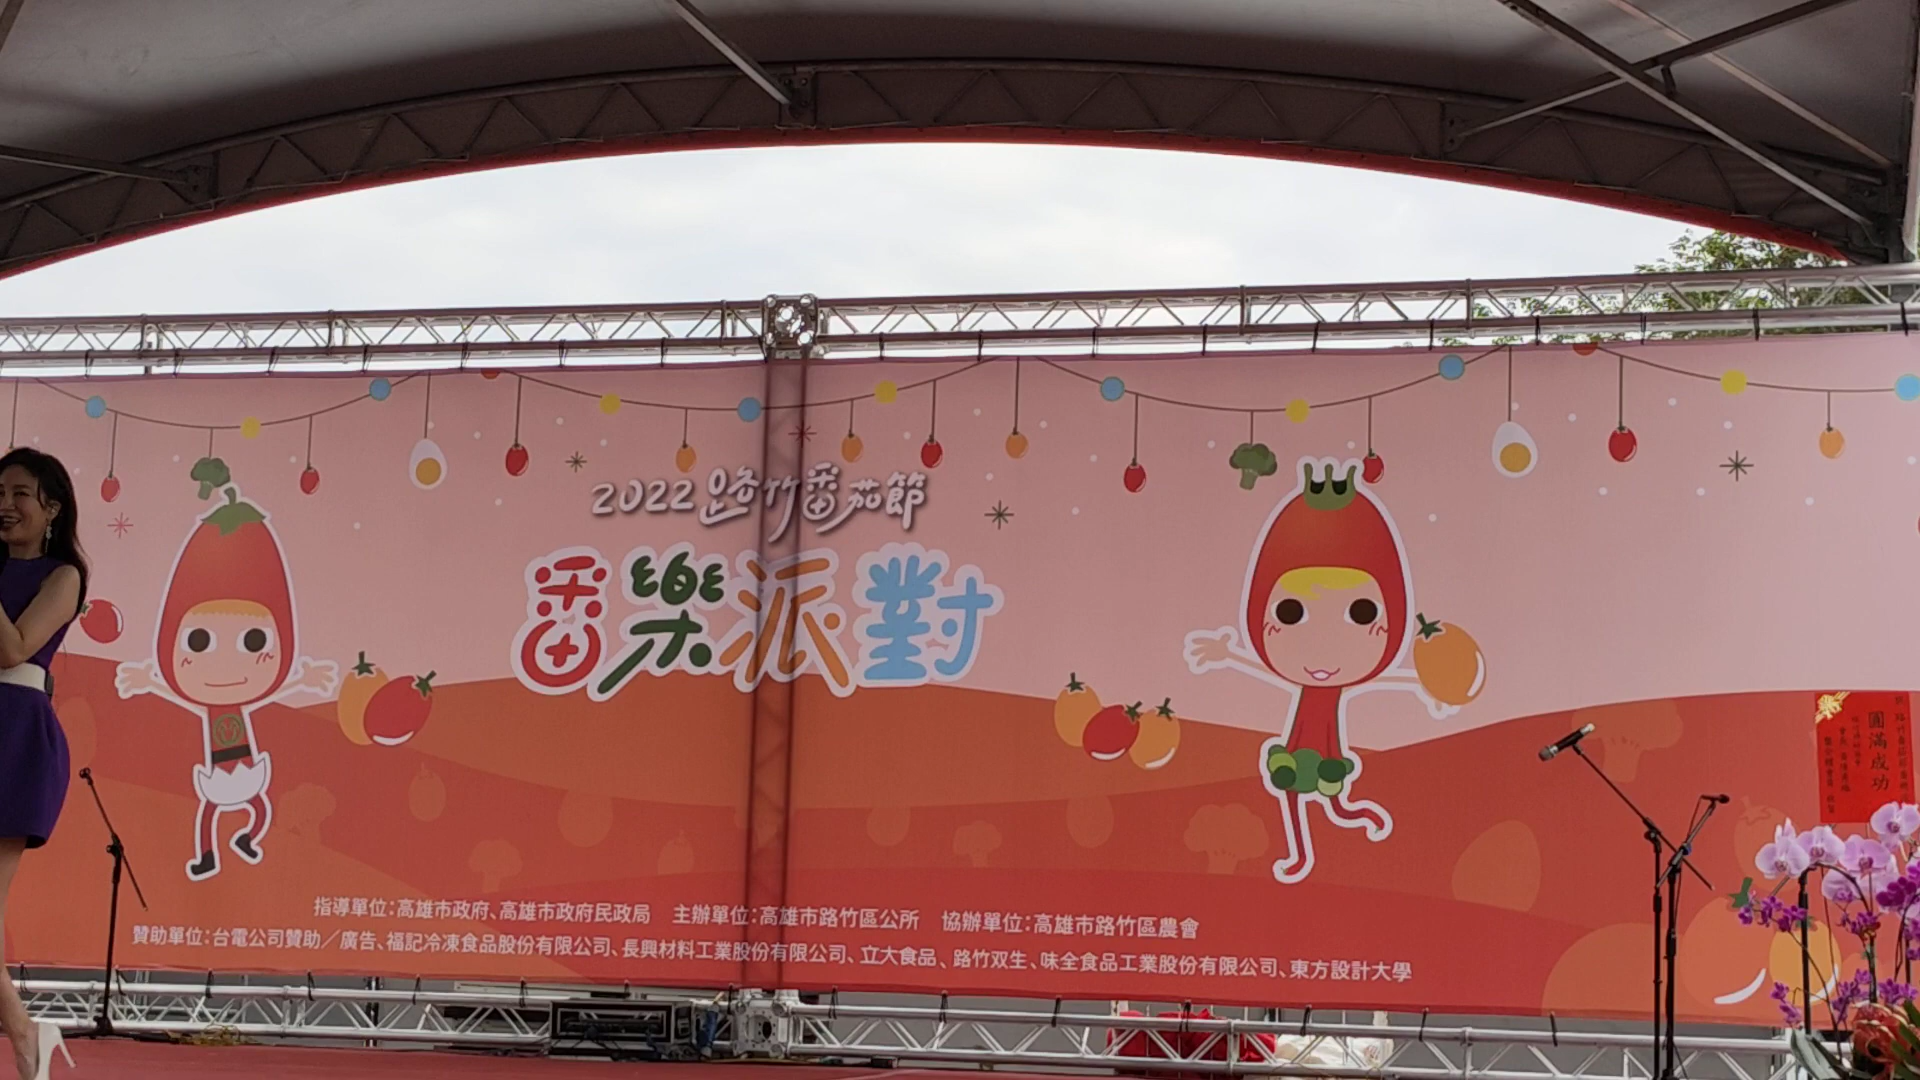 2022路竹番茄節
番樂派對
指導單位:高雄市政府、高雄市政府民政局 主辦單位:高雄市路竹區公所 協辦單位:高雄市路竹區農會
贊助單位:台電公司贊助/廣告、福記冷凍食品股份有限公司、長興材料工業股份有限公司、立大食品、路竹双生、味全食品工業股份有限公司、東方設計大學
圓滿成功